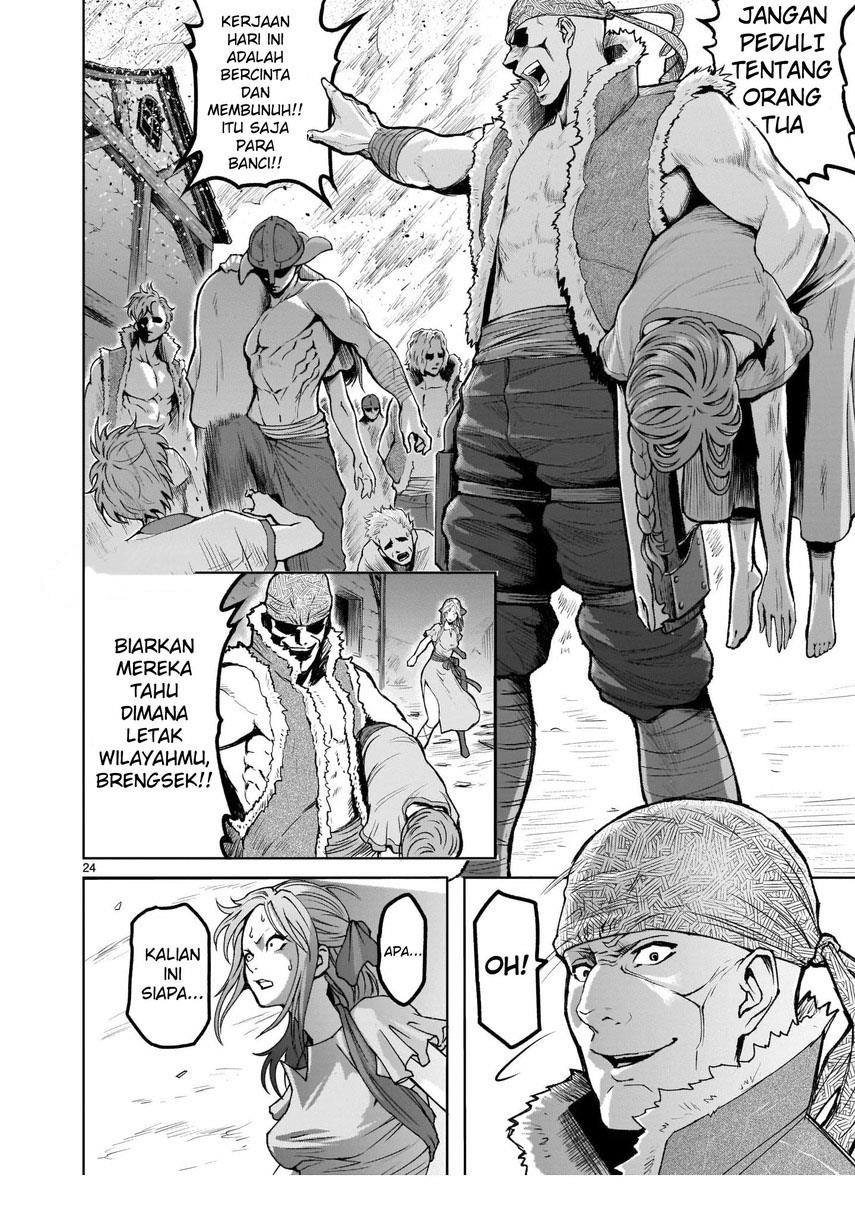 JANGAN
PEDULI
TENTANG
ORANG
TUA
KERJAAN
HARI INI
ADALAH
BERCINTA
DAN
MEMBUNUH!!
ITU SAJA
PARA
BANCI!!
BIARKAN
MEREKA
TAHU
DIMANA
LETAK
WILAYAHMU,
BRENGSEK!!
24
OH!
APA...
KALIAN
INI
SIAPA...